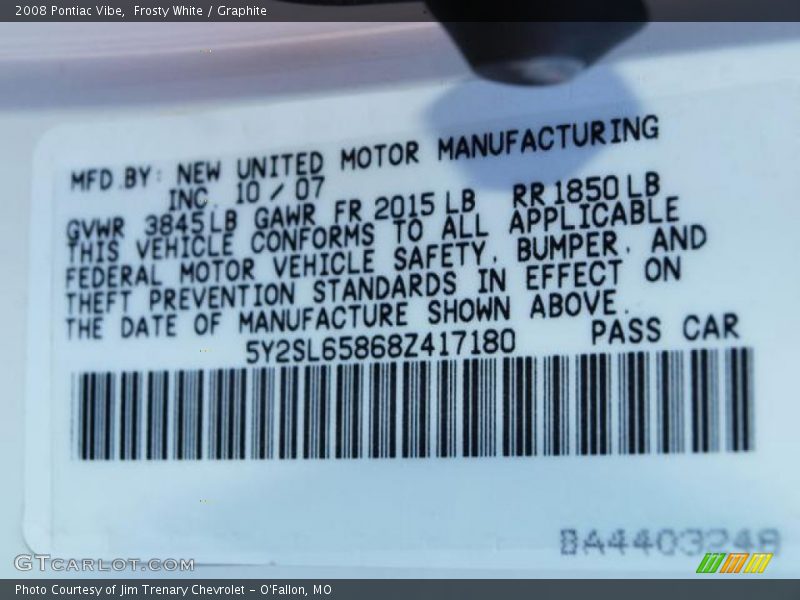 2008 Pontiac Vibe,  Frosty White / Graphite
MFD.BY: NEW UNITED MOTOR MANUFACTURING
INC. 10 / 07
GVWR 3845LB GAWR FR 2015 LB RR 1850 LB
THIS VEHICLE CONFORMS TO ALL APPLICABLE
FEDERAL MOTOR VEHICLE SAFETY, BUMPER, AND
THEFT PREVENTION STANDARDS IN EFFECT ON
THE DATE OF MANUFACTURE SHOWN ABOVE.
5Y2SL65868Z417180 PASS CAR
BA4403248
GTCARLOT.COM
Photo Courtesy of Jim Trenary Chevrolet - O'Fallon, MO